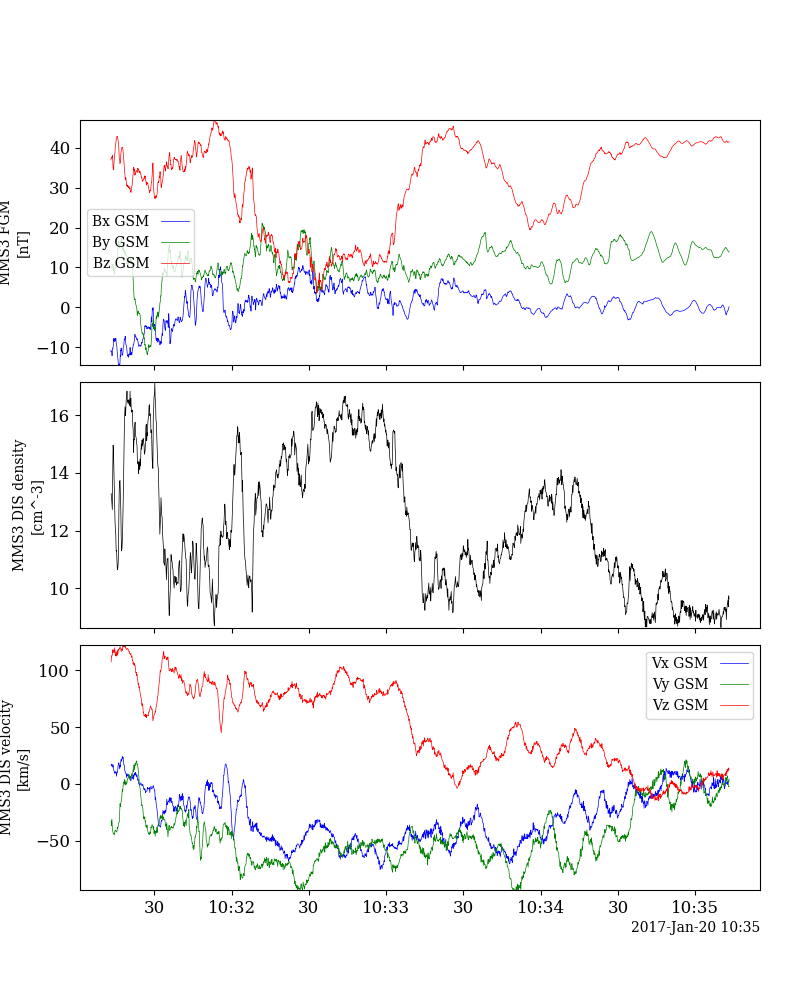 MMS3 FGM
[nT]
40
30
20
10
0
−10
Bx GSM
By GSM
Bz GSM
MMS3 DIS density
[cm^-3]
16
14
12
10
MMS3 DIS velocity
[km/s]
100
50
0
−50
Vx GSM
Vy GSM
Vz GSM
30 10:32 30 10:33 30 10:34 30 10:35
2017-Jan-20 10:35